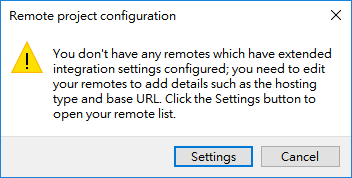 Remote project configuration
You don't have any remotes which have extended
integration settings configured; you need to edit
your remotes to add details such as the hosting
type and base URL. Click the Settings button to
open your remote list.
Settings
Cancel